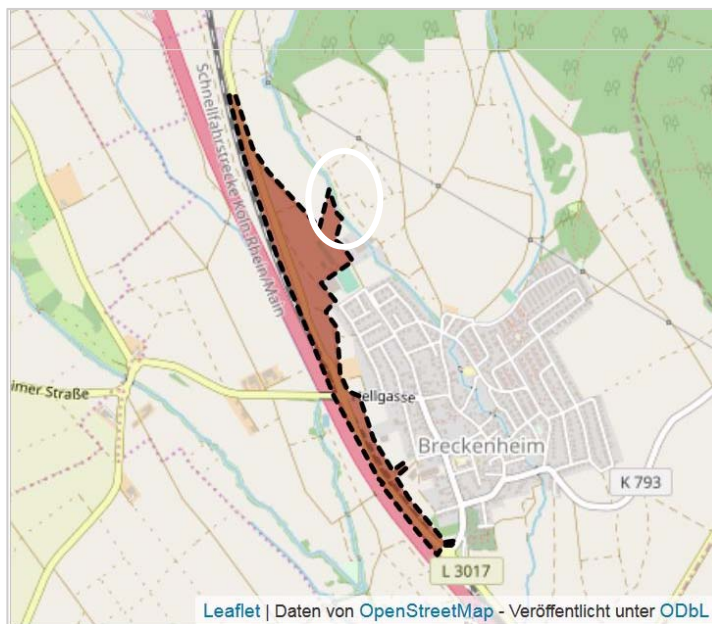 Schnellfahrstrecke Köln-Rhein/Main
imer Straße
ellgasse
Breckenheim
K 793
L 3017
Leaflet | Daten von OpenStreetMap - Veröffentlicht unter ODbL